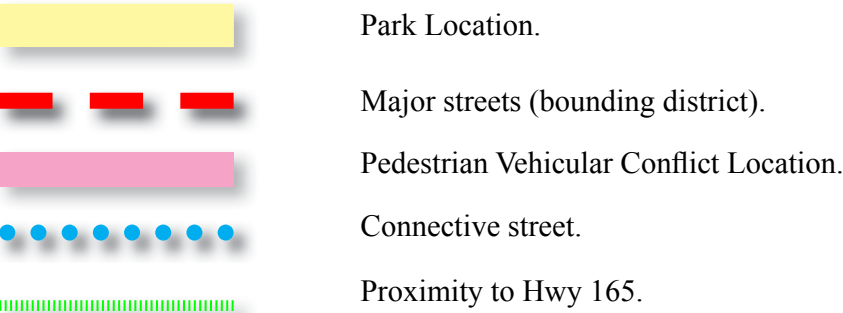 Park Location.
Major streets (bounding district).
Pedestrian Vehicular Conflict Location.
Connective street.
Proximity to Hwy 165.